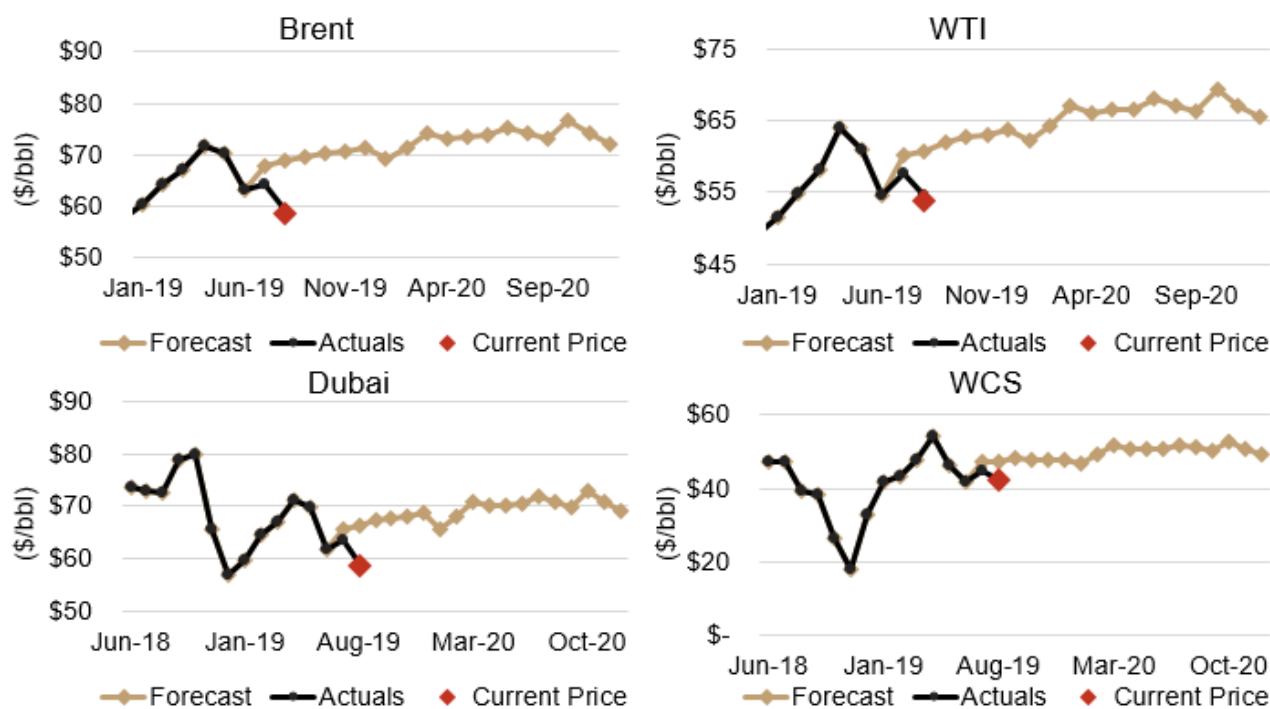 Brent
$90
$80
$70
$60
$50
($/bbl)
Jan-19 Jun-19 Nov-19 Apr-20 Sep-20
Forecast Actuals Current Price
WTI
$75
$65
$55
$45
($/bbl)
Jan-19 Jun-19 Nov-19 Apr-20 Sep-20
Forecast Actuals Current Price
Dubai
$90
$80
$70
$60
$50
($/bbl)
Jun-18 Jan-19 Aug-19 Mar-20 Oct-20
Forecast Actuals Current Price
WCS
$60
$40
$20
$-
($/bbl)
Jun-18 Jan-19 Aug-19 Mar-20 Oct-20
Forecast Actuals Current Price